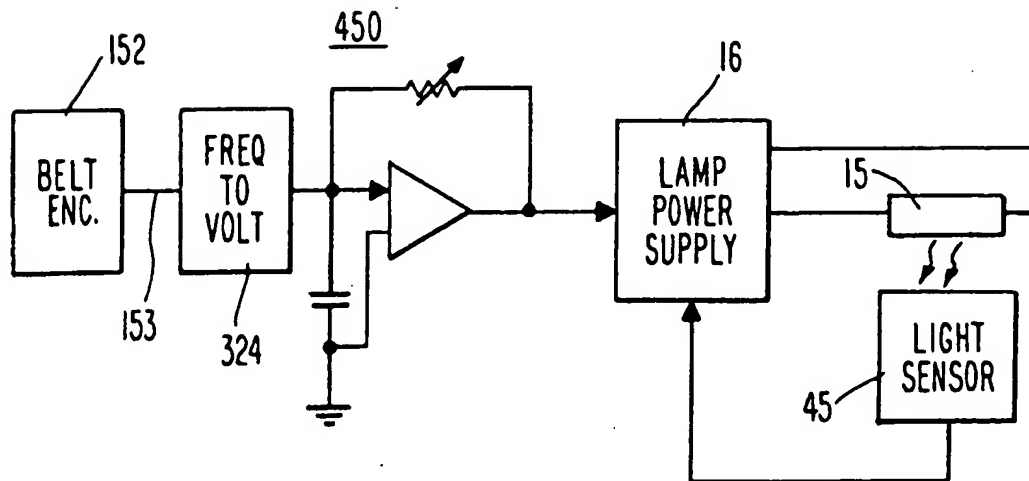 450
152
BELT
ENC.
153
FREQ
TO
VOLT
324
16
LAMP
POWER
SUPPLY
15
LIGHT
SENSOR
45